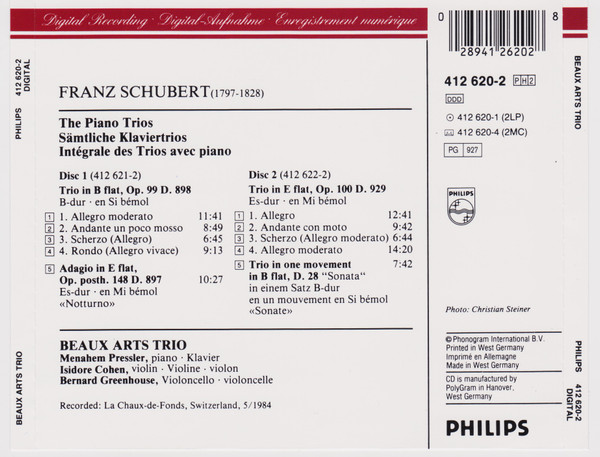 Digital Recording · Digital-Aufnahme · Enregistrement numérique
PHILIPS 412 620-2 DIGITAL
BEAUX ARTS TRIO
FRANZ SCHUBERT (1797-1828)
The Piano Trios
Sämtliche Klaviertrios
Intégrale des Trios avec piano
Disc 1 (412 621-2)
Trio in B flat, Op. 99 D. 898
B-dur · en Si bémol
1 1. Allegro moderato 11:41
2 2. Andante un poco mosso 8:49
3 3. Scherzo (Allegro) 6:45
4 4. Rondo (Allegro vivace) 9:13
5 Adagio in E flat,
Op. posth. 148 D. 897 10:27
Es-dur · en Mi bémol
«Notturno»
Disc 2 (412 622-2)
Trio in E flat, Op. 100 D. 929
Es-dur · en Mi bémol
1 1. Allegro 12:41
2 2. Andante con moto 9:42
3 3. Scherzo (Allegro moderato) 6:44
4 4. Allegro moderato 14:20
5 Trio in one movement 7:42
in B flat, D. 28 "Sonata"
in einem Satz B-dur
en un mouvement en Si bémol
«Sonate»
BEAUX ARTS TRIO
Menahem Pressler, piano · Klavier
Isidore Cohen, violin · Violine · violon
Bernard Greenhouse, Violoncello · violoncelle
Recorded: La Chaux-de-Fonds, Switzerland, 5/1984
0 28941 26202 8
412 620-2 PH2
DDD
412 620-1 (2LP)
412 620-4 (2MC)
PG 927
PHILIPS
Photo: Christian Steiner
℗ Phonogram International B.V.
Printed in West Germany
Imprimé en Allemagne
Made in West Germany
CD is manufactured by
PolyGram in Hanover,
West Germany
PHILIPS
BEAUX ARTS TRIO
PHILIPS 412 620-2 DIGITAL